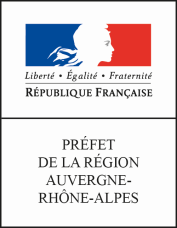 Liberté • Égalité • Fraternité
RÉPUBLIQUE FRANÇAISE
PRÉFET
DE LA RÉGION
AUVERGNE-
RHÔNE-ALPES